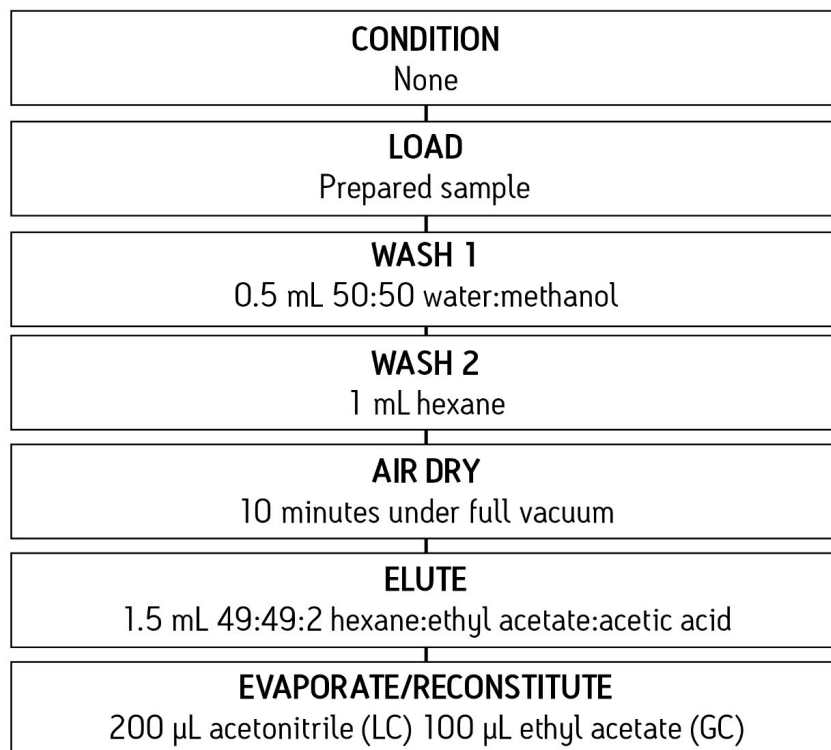 CONDITION
None
LOAD
Prepared sample
WASH 1
0.5 mL 50:50 water:methanol
WASH 2
1 mL hexane
AIR DRY
10 minutes under full vacuum
ELUTE
1.5 mL 49:49:2 hexane:ethyl acetate:acetic acid
EVAPORATE/RECONSTITUTE
200 µL acetonitrile (LC) 100 µL ethyl acetate (GC)